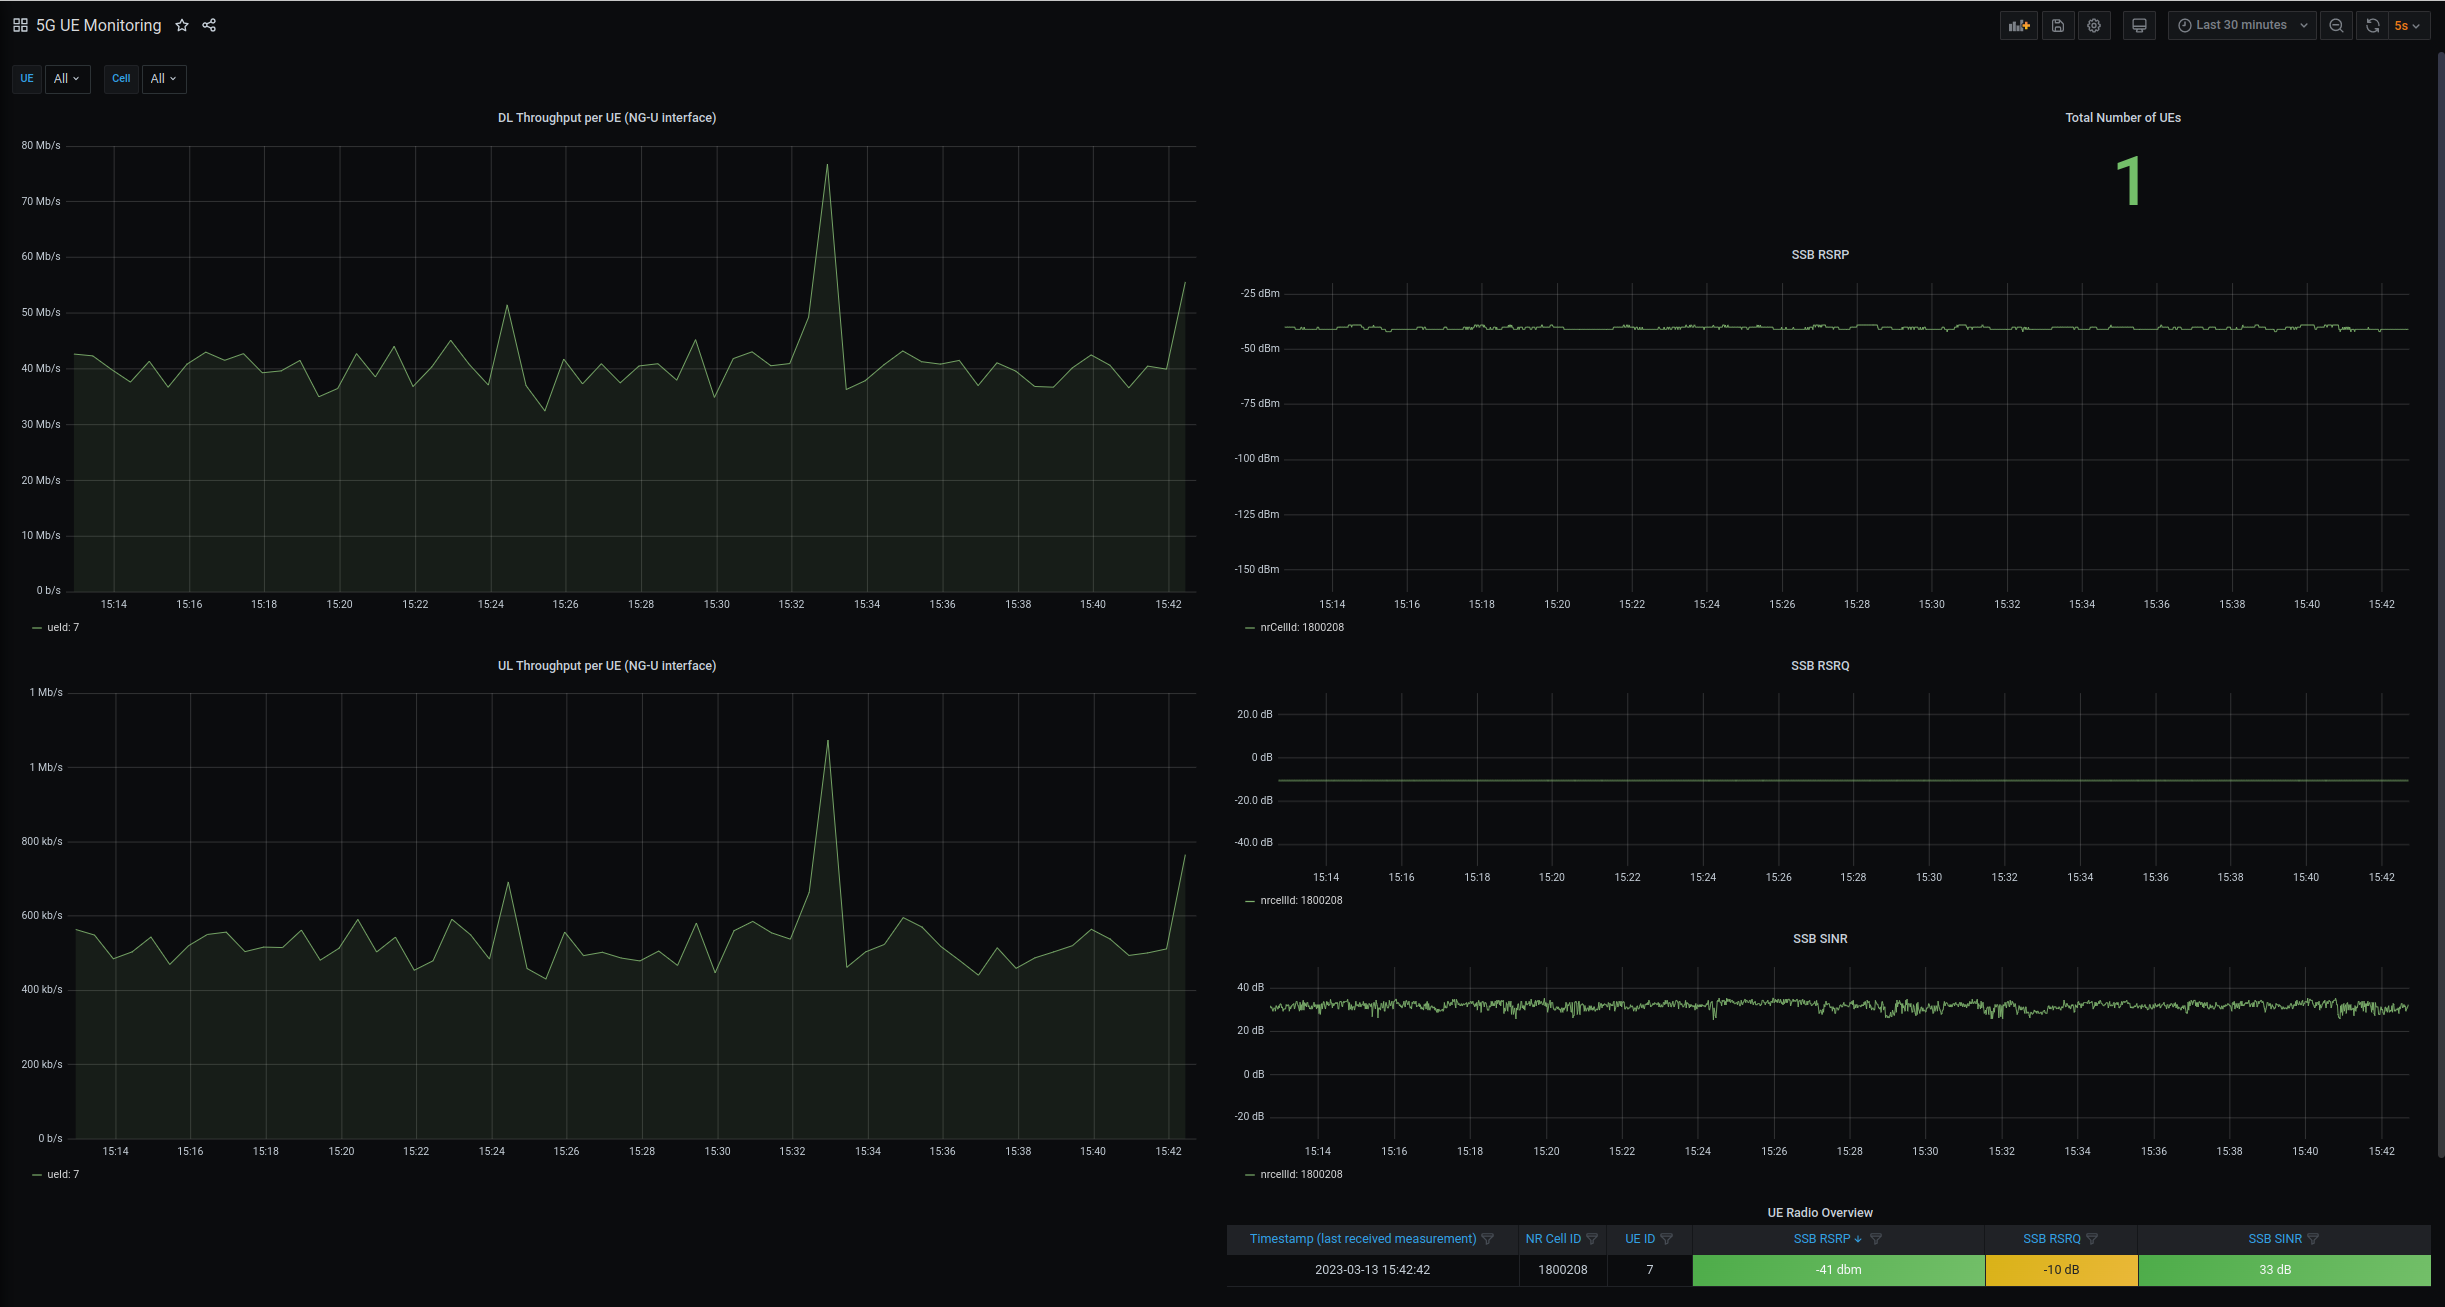 5G UE Monitoring
Last 30 minutes
5s
UE All Cell All
DL Throughput per UE (NG-U interface)
80 Mb/s
70 Mb/s
60 Mb/s
50 Mb/s
40 Mb/s
30 Mb/s
20 Mb/s
10 Mb/s
0 b/s
15:14 15:16 15:18 15:20 15:22 15:24 15:26 15:28 15:30 15:32 15:34 15:36 15:38 15:40 15:42
ueId: 7
Total Number of UEs
1
SSB RSRP
-25 dBm
-50 dBm
-75 dBm
-100 dBm
-125 dBm
-150 dBm
15:14 15:16 15:18 15:20 15:22 15:24 15:26 15:28 15:30 15:32 15:34 15:36 15:38 15:40 15:42
nrCellId: 1800208
UL Throughput per UE (NG-U interface)
1 Mb/s
1 Mb/s
800 kb/s
600 kb/s
400 kb/s
200 kb/s
0 b/s
15:14 15:16 15:18 15:20 15:22 15:24 15:26 15:28 15:30 15:32 15:34 15:36 15:38 15:40 15:42
ueId: 7
SSB RSRQ
20.0 dB
0 dB
-20.0 dB
-40.0 dB
15:14 15:16 15:18 15:20 15:22 15:24 15:26 15:28 15:30 15:32 15:34 15:36 15:38 15:40 15:42
nrcellId: 1800208
SSB SINR
40 dB
20 dB
0 dB
-20 dB
15:14 15:16 15:18 15:20 15:22 15:24 15:26 15:28 15:30 15:32 15:34 15:36 15:38 15:40 15:42
nrcellId: 1800208
UE Radio Overview
Timestamp (last received measurement) NR Cell ID UE ID SSB RSRP SSB RSRQ SSB SINR
2023-03-13 15:42:42 1800208 7 -41 dbm -10 dB 33 dB